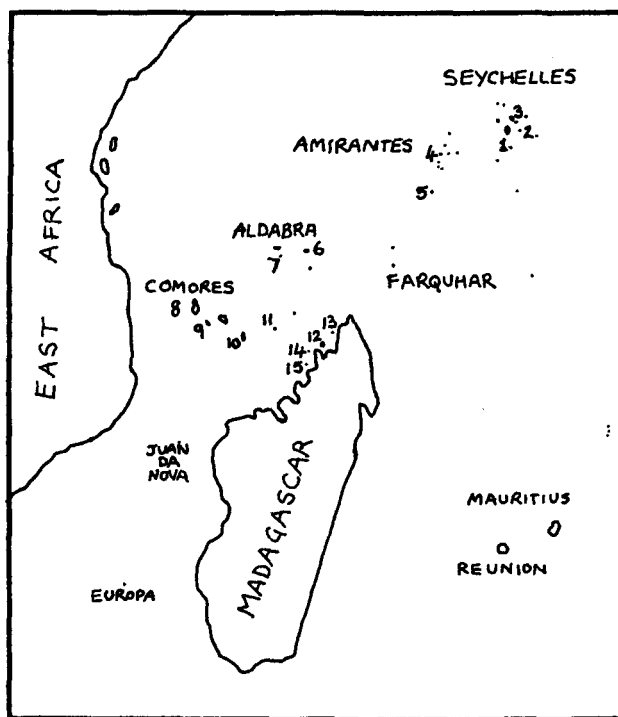 SEYCHELLES
3
2
1
AMIRANTES
4
5
ALDABRA
6
7
FARQUHAR
COMORES
8
9
10
11
12
13
14
15
EAST AFRICA
JUAN
DA
NOVA
MADAGASCAR
MAURITIUS
REUNION
EUROPA